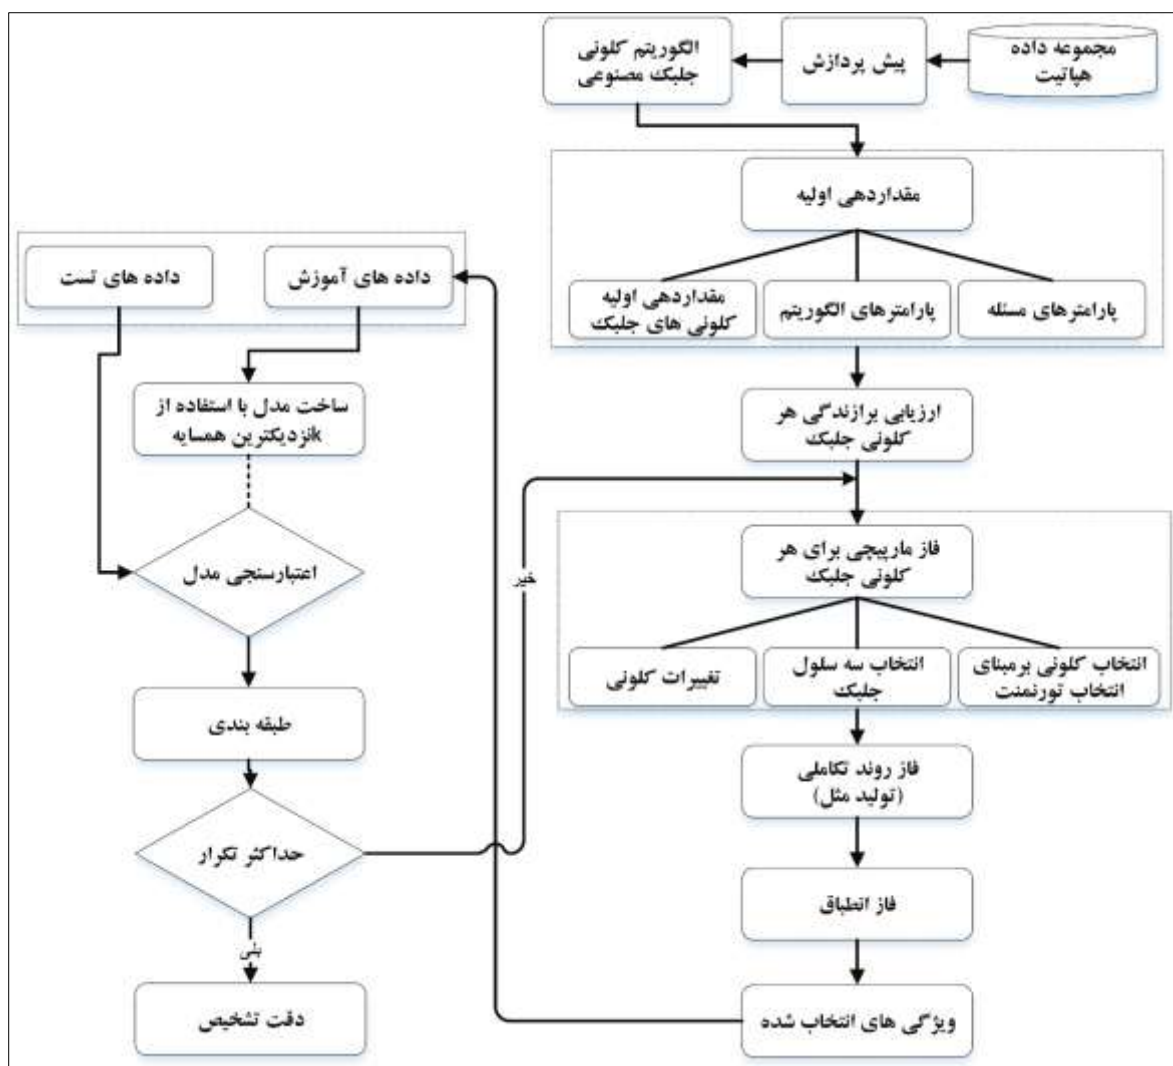 مجموعه داده
هپاتیت
پیش پردازش
الگوریتم کلونی
جلبک مصنوعی
مقداردهی اولیه
پارامترهای مسئله
پارامترهای الگوریتم
مقداردهی اولیه
کلونی های جلبک
ارزیابی برازندگی هر
کلونی جلبک
فاز مارپیچی برای هر
کلونی جلبک
انتخاب کلونی برمبنای
انتخاب تورنمنت
انتخاب سه سلول
جلبک
تغییرات کلونی
فاز روند تکاملی
(تولید مثل)
فاز انطباق
ویژگی های انتخاب شده
داده های آموزش
داده های تست
ساخت مدل با استفاده از
kنزدیکترین همسایه
اعتبارسنجی مدل
طبقه بندی
حداکثر تکرار
خیر
بلی
دقت تشخیص